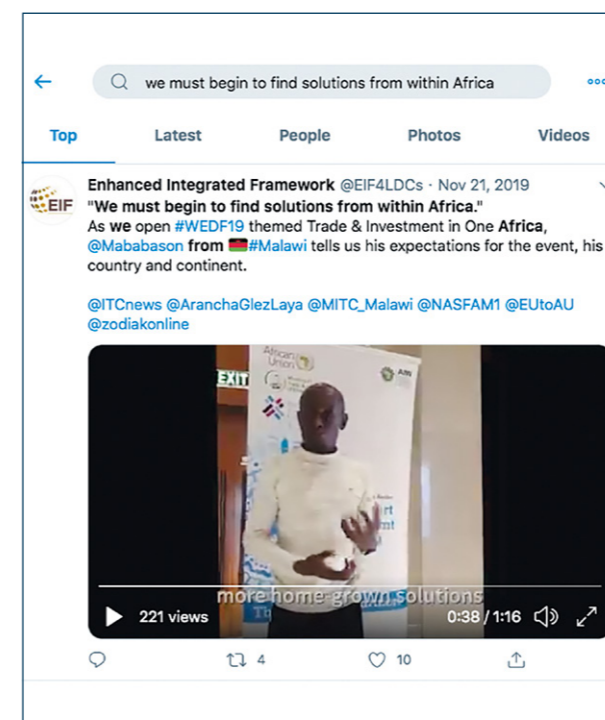 we must begin to find solutions from within Africa
Top Latest People Photos Videos
Enhanced Integrated Framework @EIF4LDCs · Nov 21, 2019
EIF
"We must begin to find solutions from within Africa."
As we open #WEDF19 themed Trade & Investment in One Africa,
@Mababason from #Malawi tells us his expectations for the event, his
country and continent.
@ITCnews @AranchaGlezLaya @MITC_Malawi @NASFAM1 @EUtoAU
@zodiakonline
African
Union
EXIT
more home-grown solutions
221 views
0:38 / 1:16
4 10